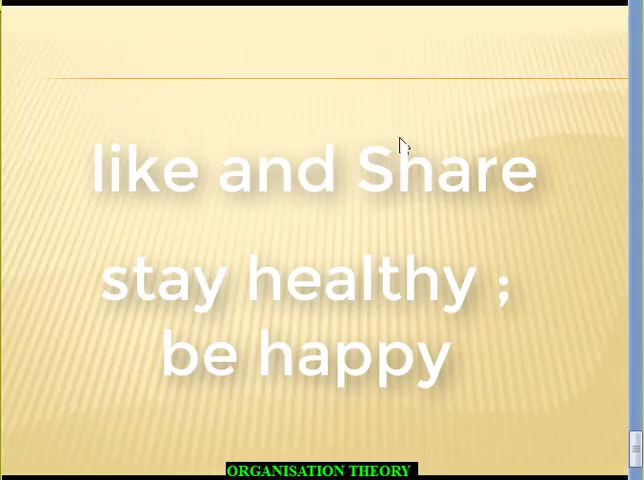 like and Share
stay healthy ;
be happy
ORGANISATION THEORY